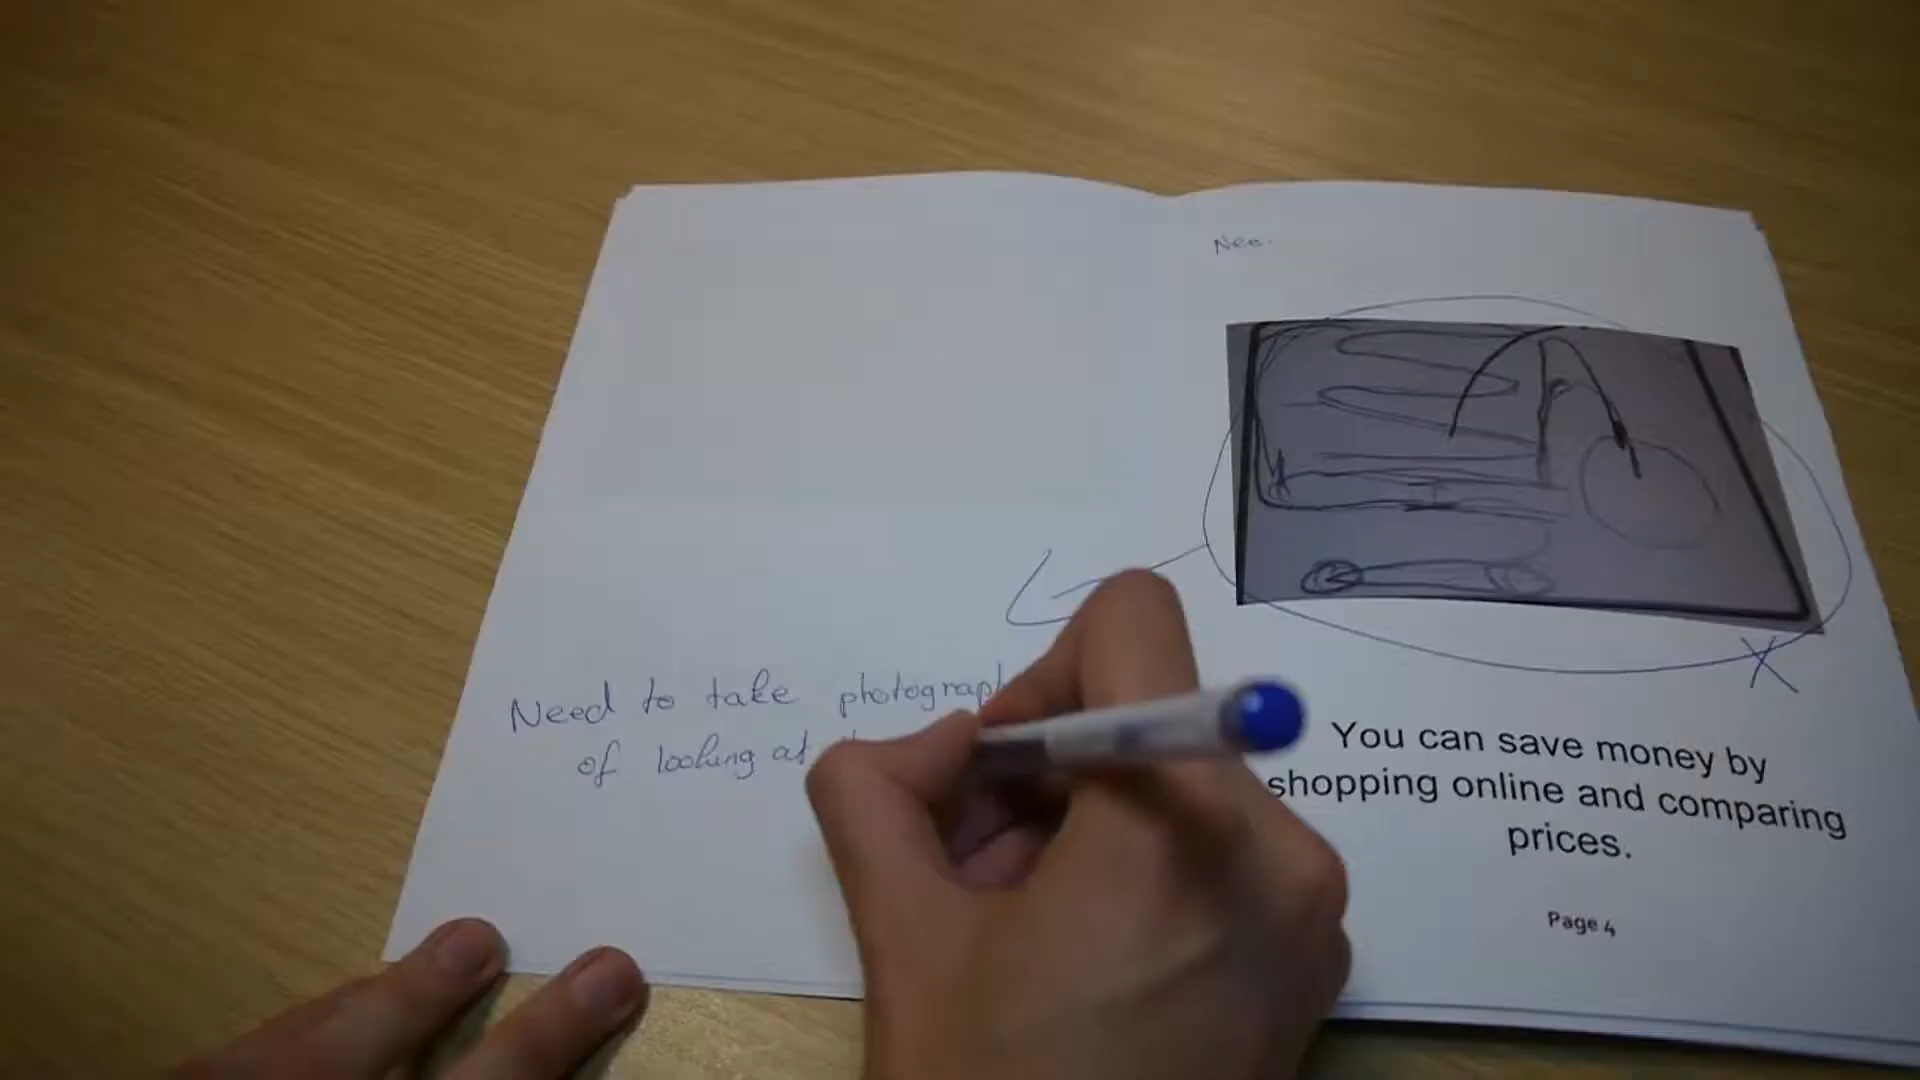 Need to take photograph
of looking at
Nee.
X
You can save money by
shopping online and comparing
prices.
Page 4